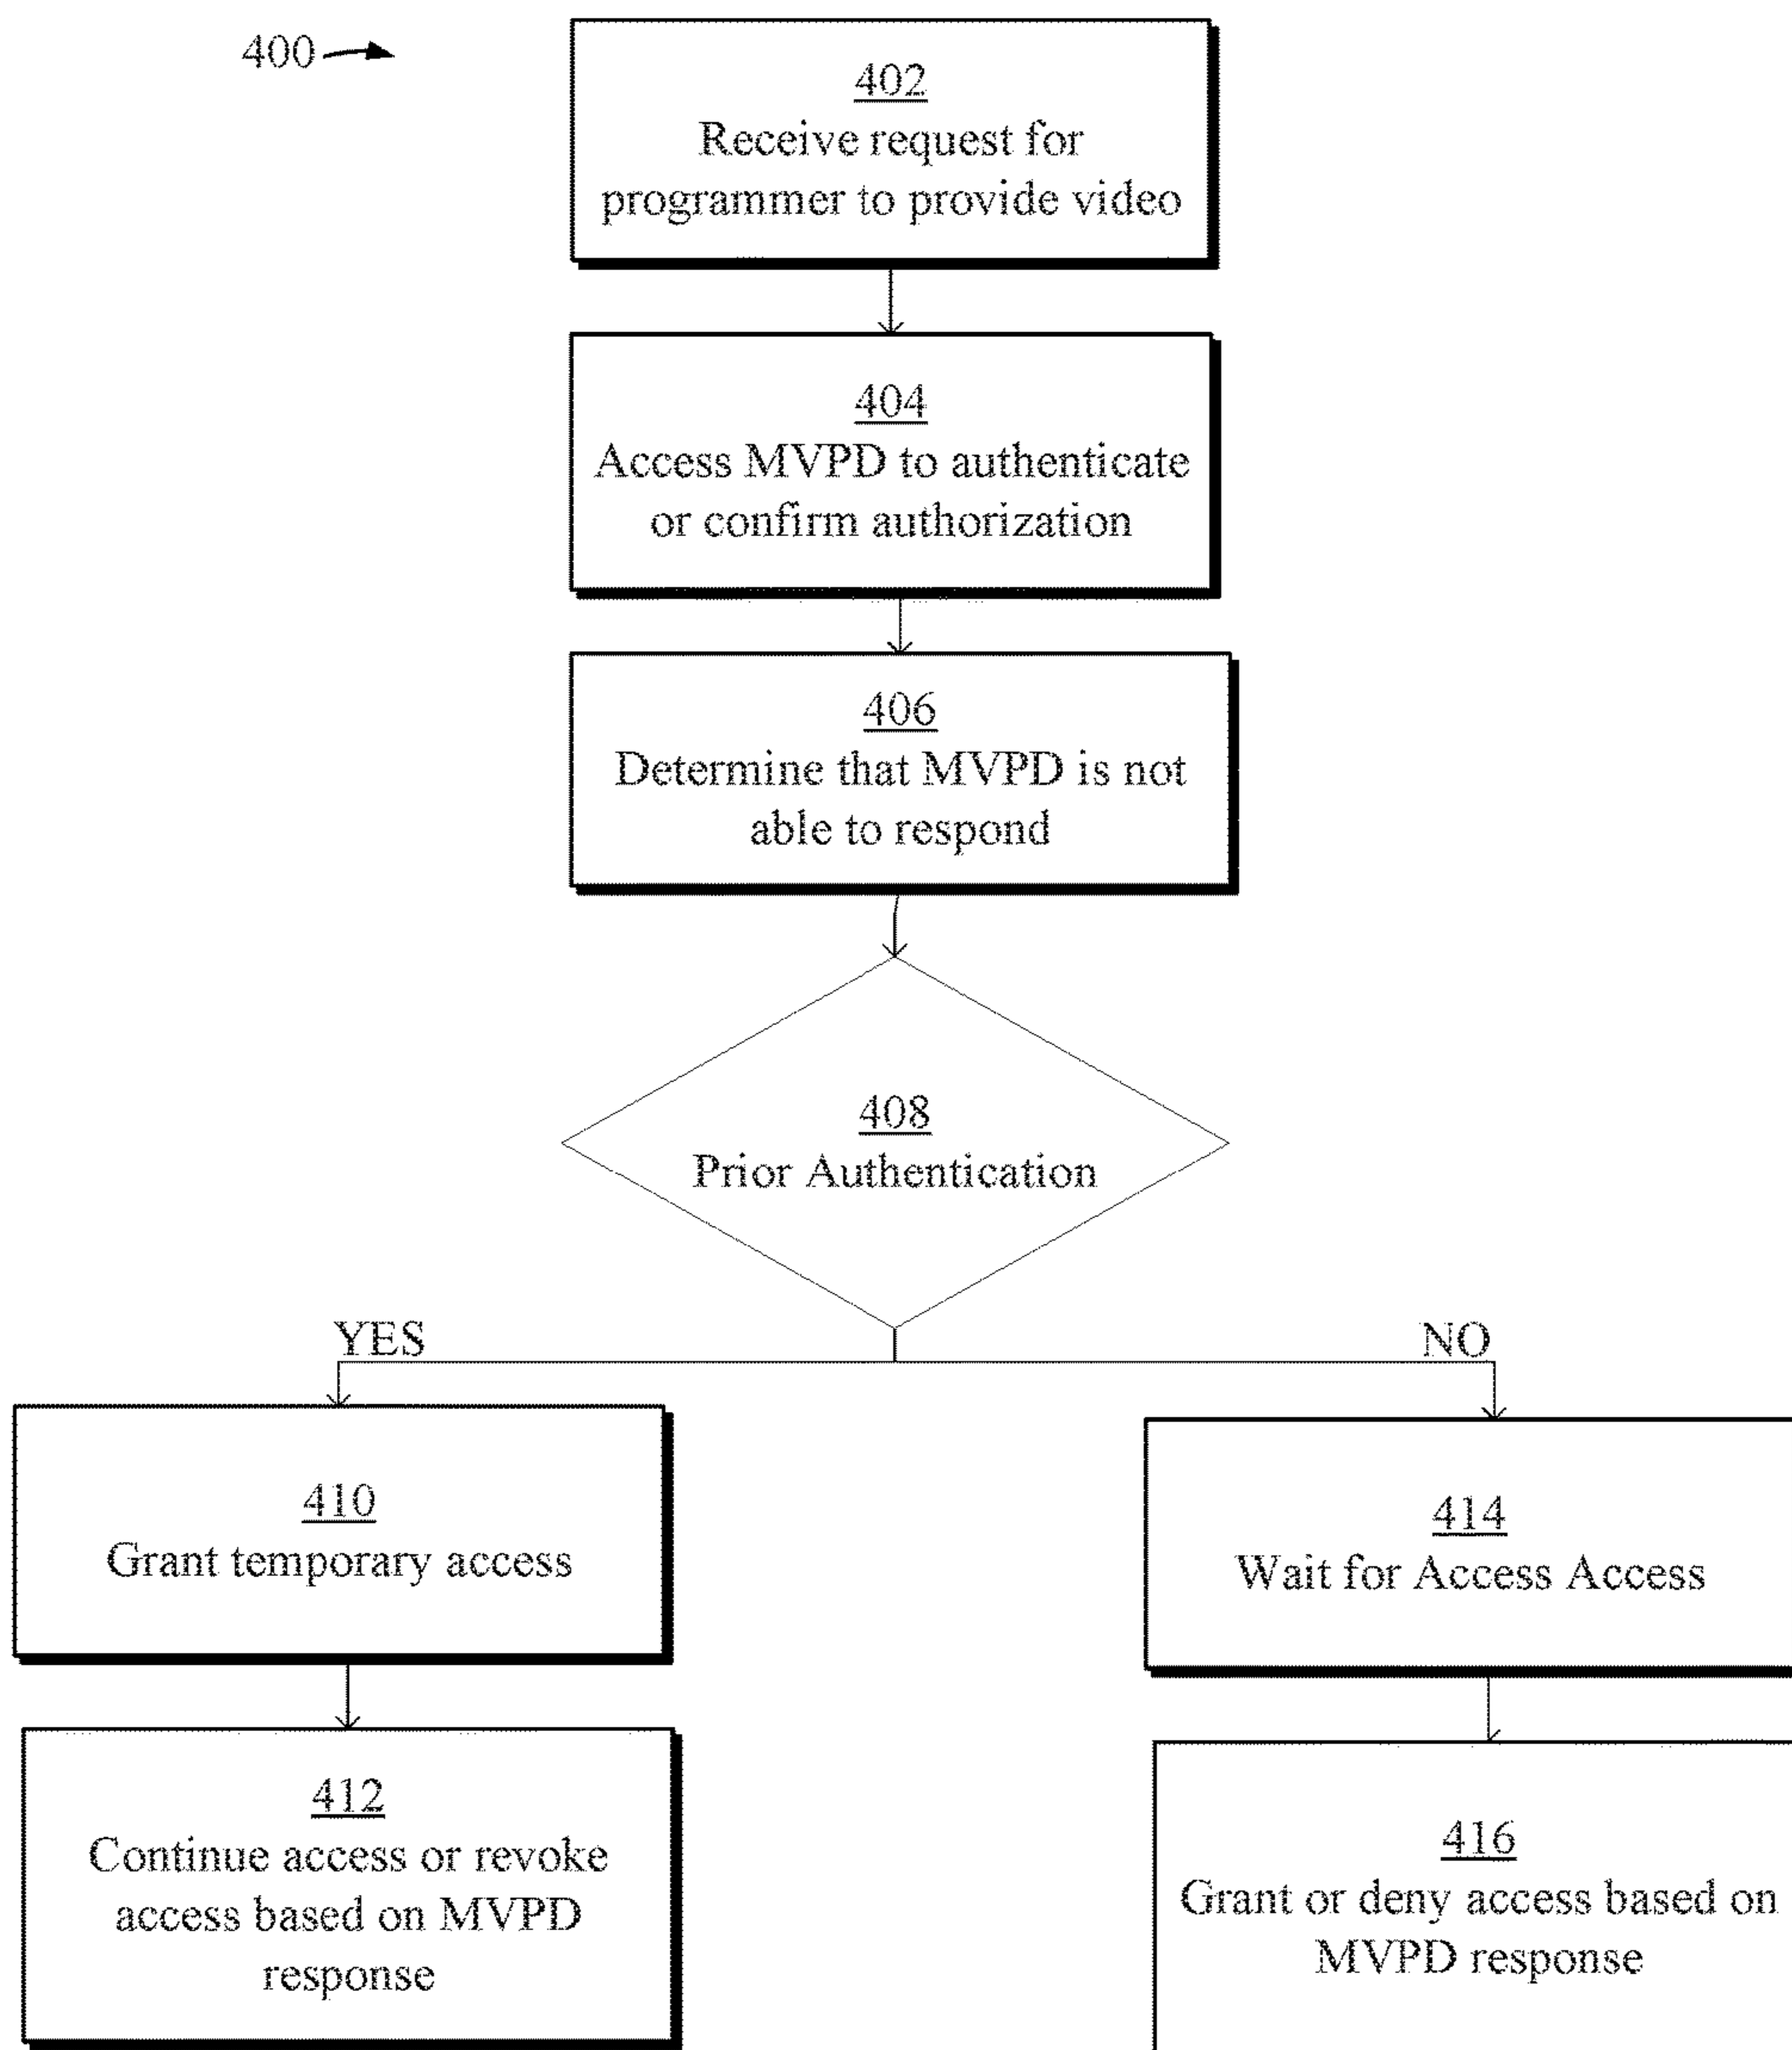 400
402
Receive request for
programmer to provide video
404
Access MVPD to authenticate
or confirm authorization
406
Determine that MVPD is not
able to respond
408
Prior Authentication
YES
NO
410
Grant temporary access
414
Wait for Access Access
412
Continue access or revoke
access based on MVPD
response
416
Grant or deny access based on
MVPD response